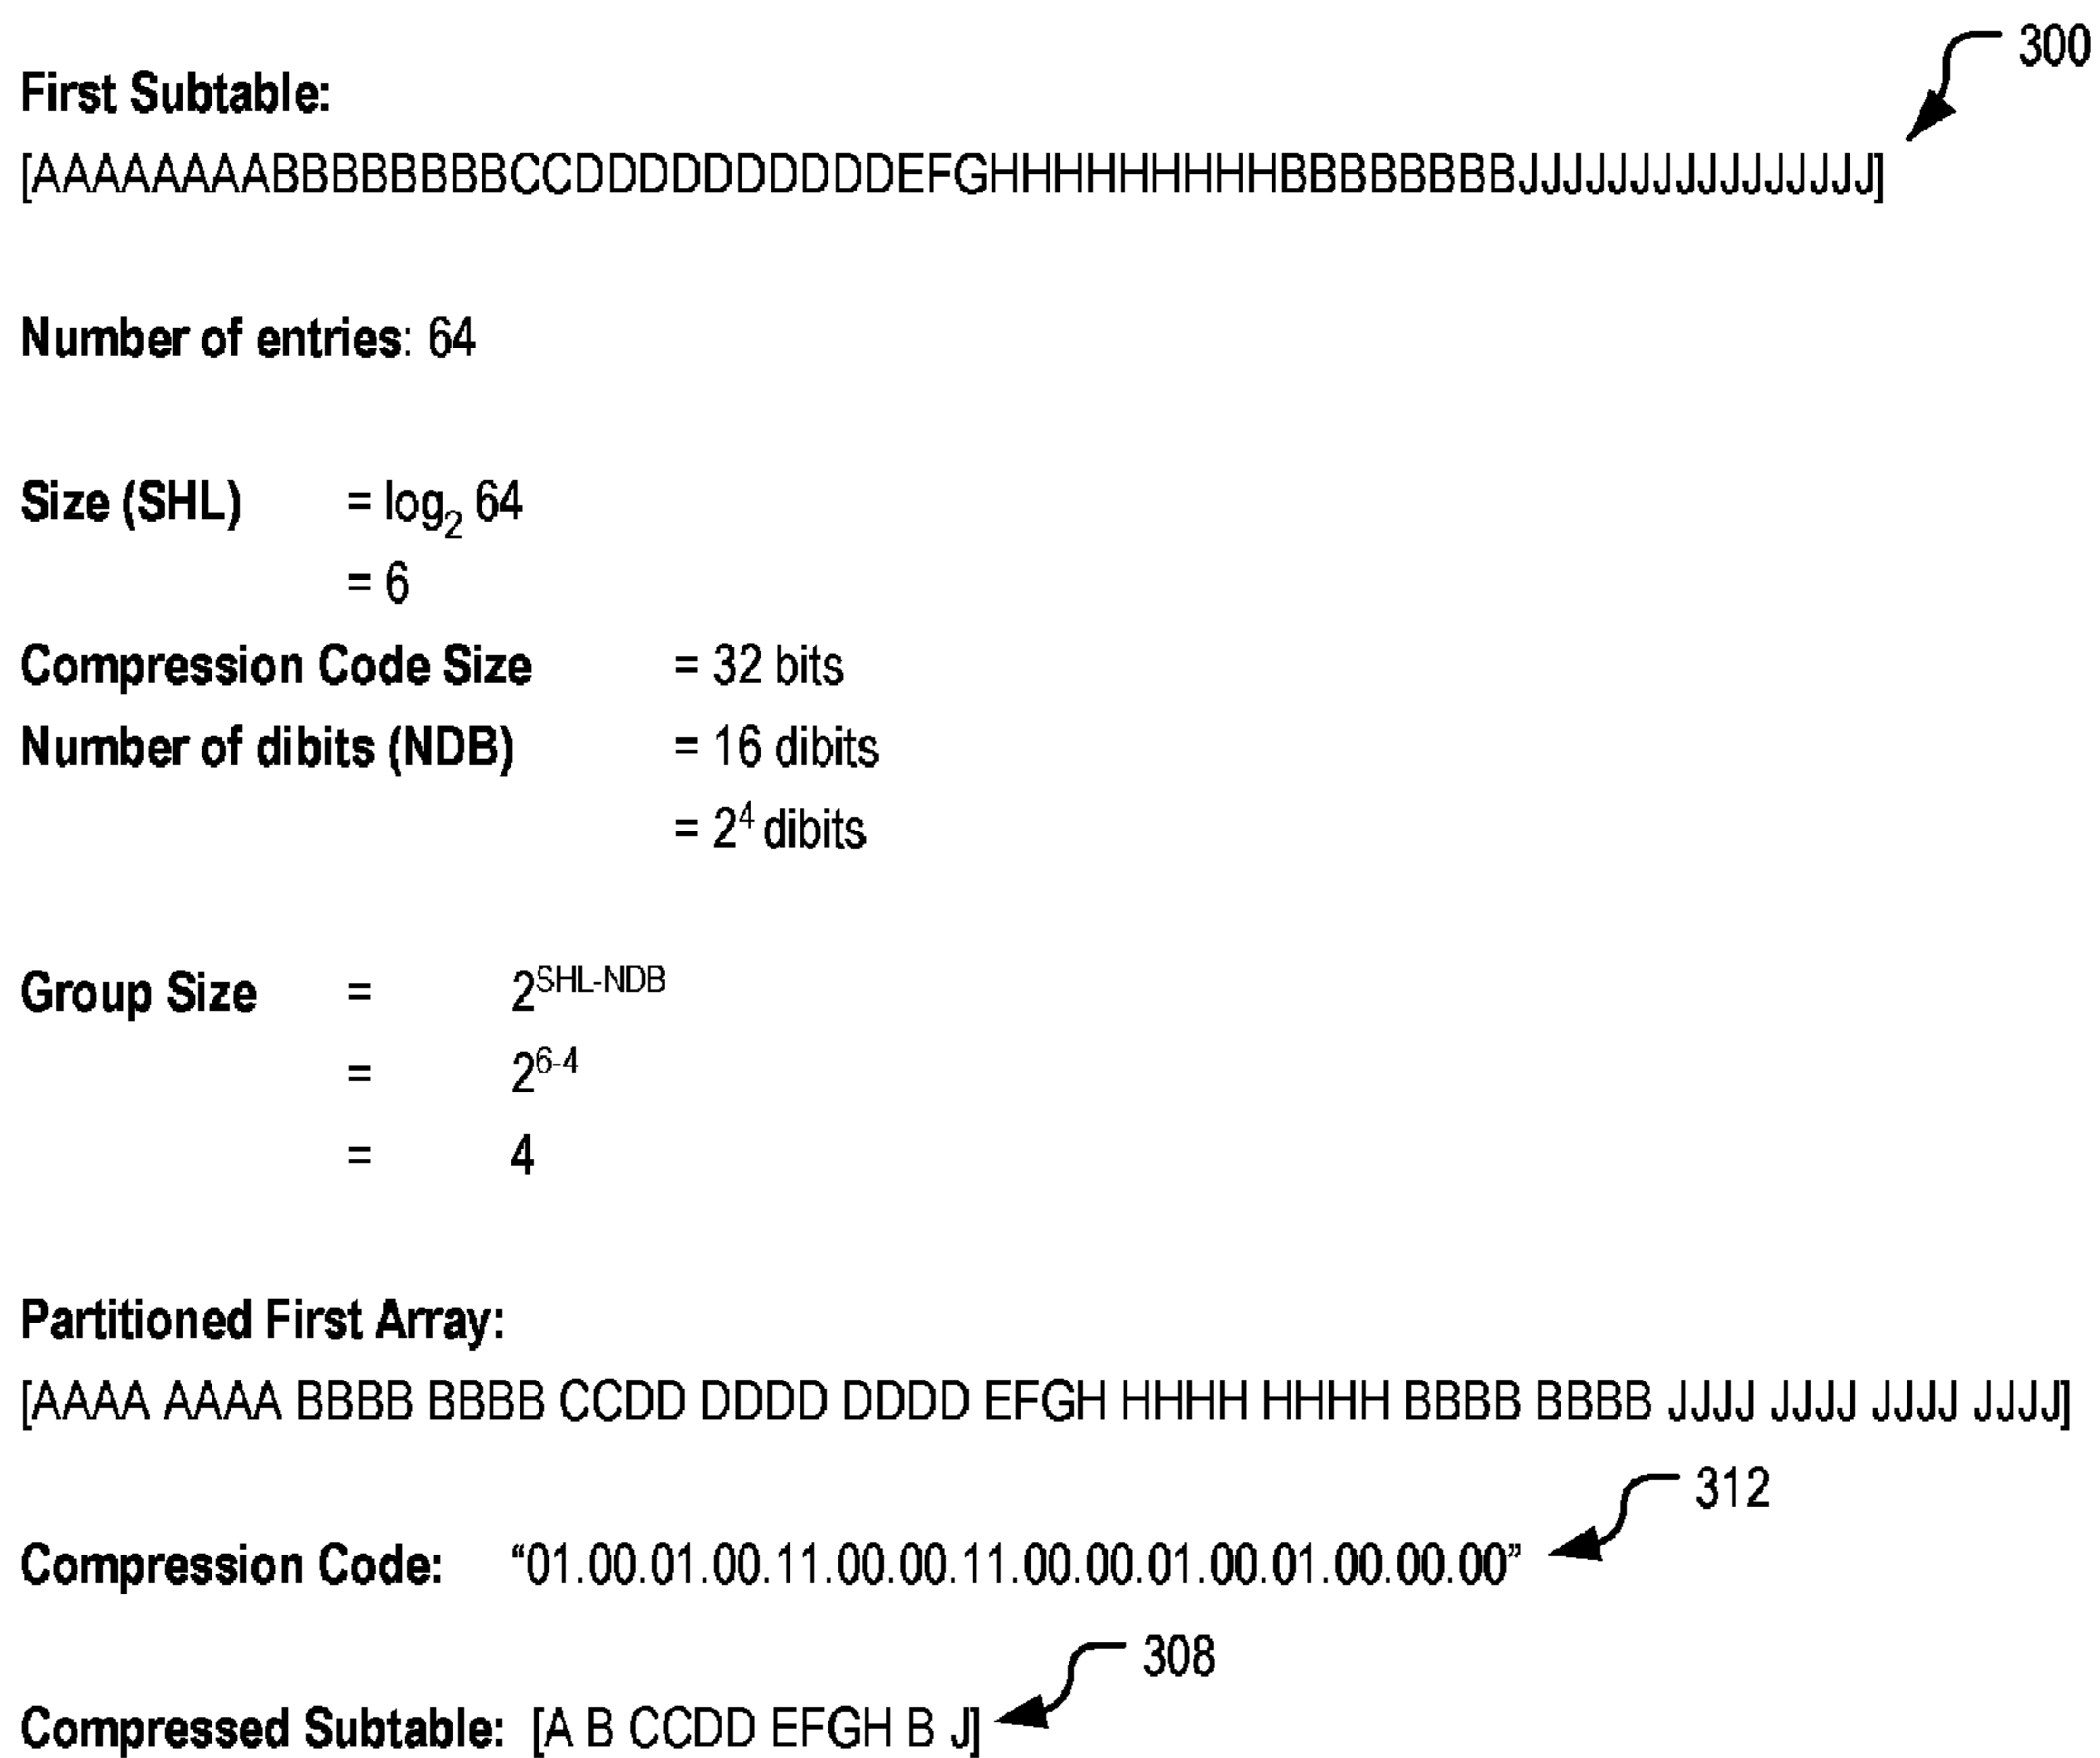 300
First Subtable:
[AAAAAAAABBBBBBBBCCDDDDDDDDDDEFGHHHHHHHHHBBBBBBBBJJJJJJJJJJJJJJJJ]
Number of entries: 64
Size (SHL) = log₂ 64
= 6
Compression Code Size = 32 bits
Number of dibits (NDB) = 16 dibits
= 2⁴ dibits
Group Size = 2^SHL-NDB
= 2^6-4
= 4
Partitioned First Array:
[AAAA AAAA BBBB BBBB CCDD DDDD DDDD EFGH HHHH HHHH BBBB BBBB JJJJ JJJJ JJJJ JJJJ]
312
Compression Code: “01.00.01.00.11.00.00.11.00.00.01.00.01.00.00.00”
308
Compressed Subtable: [A B CCDD EFGH B J]